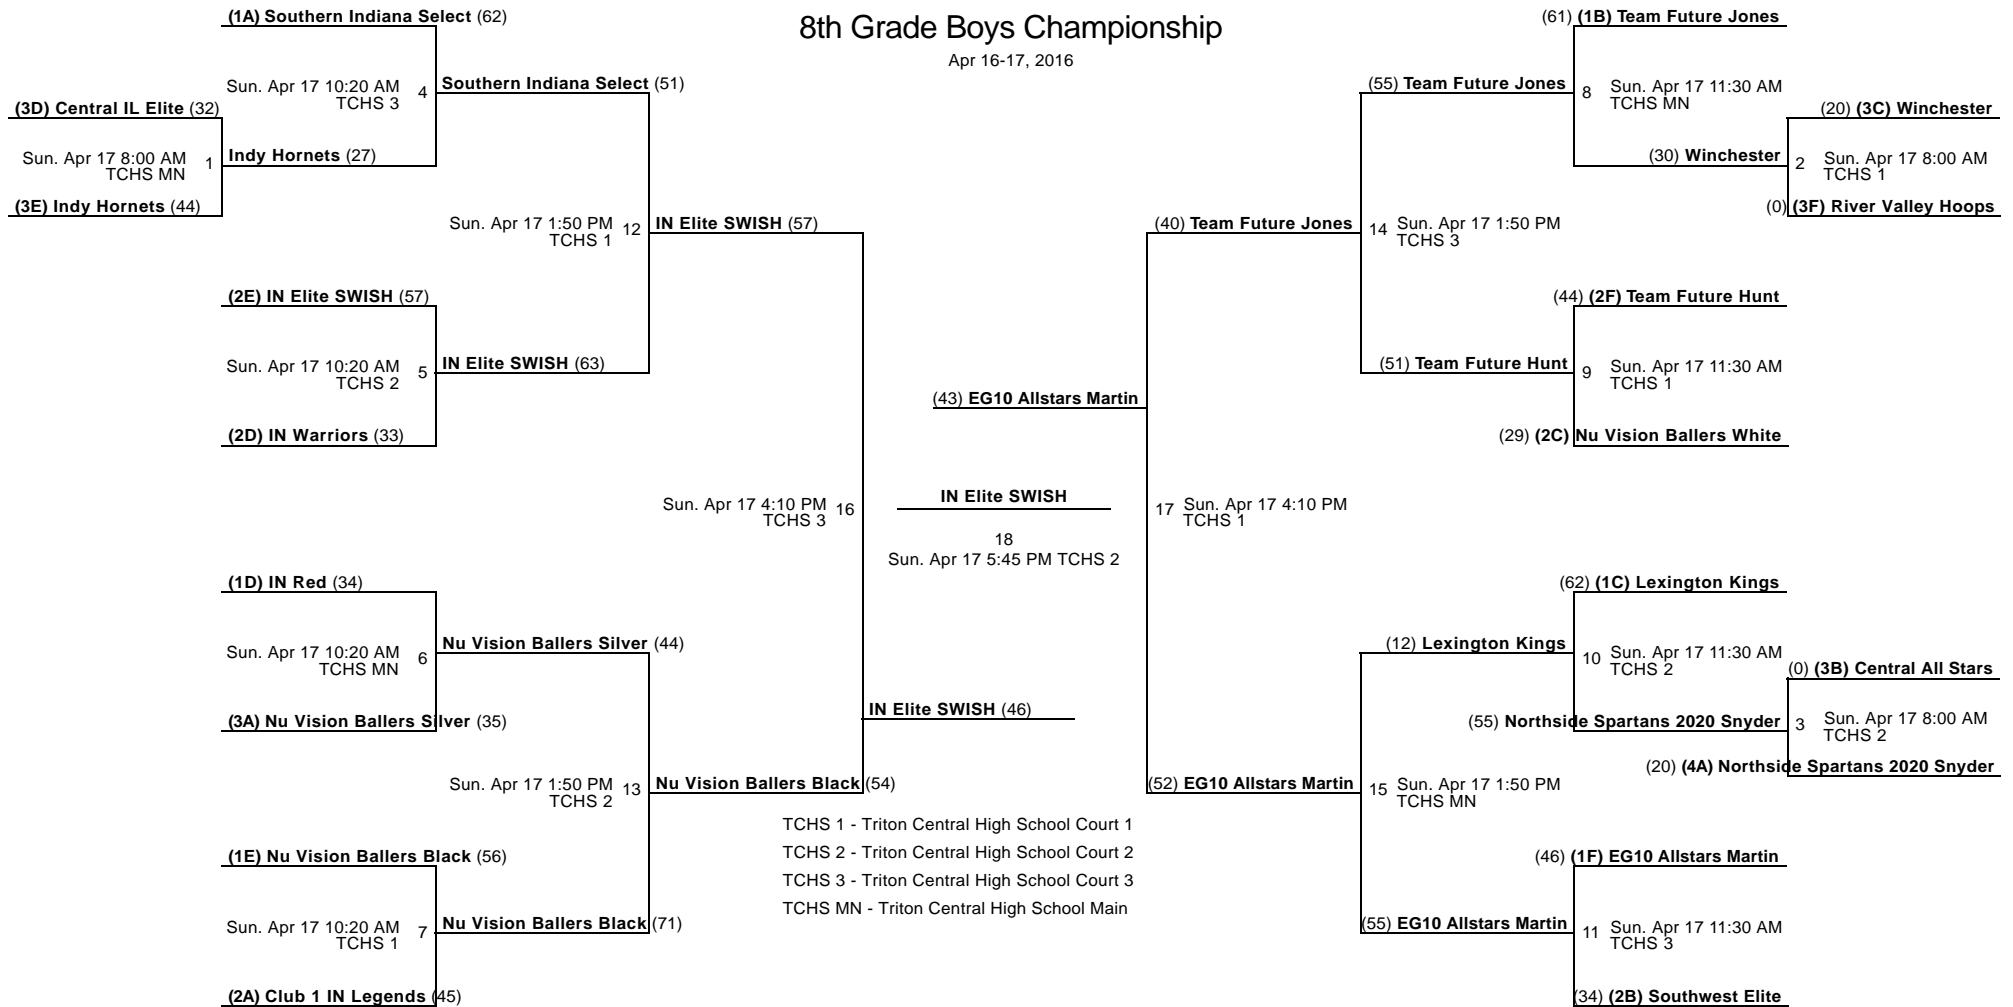 8th Grade Boys Championship
Apr 16-17, 2016
(1A) Southern Indiana Select (62)
Sun. Apr 17 10:20 AM 4
TCHS 3
Southern Indiana Select (51)
(3D) Central IL Elite (32)
Sun. Apr 17 8:00 AM 1
TCHS MN
Indy Hornets (27)
(3E) Indy Hornets (44)
Sun. Apr 17 1:50 PM 12
TCHS 1
IN Elite SWISH (57)
(2E) IN Elite SWISH (57)
Sun. Apr 17 10:20 AM 5
TCHS 2
IN Elite SWISH (63)
(2D) IN Warriors (33)
Sun. Apr 17 4:10 PM 16
TCHS 3
(1D) IN Red (34)
Sun. Apr 17 10:20 AM 6
TCHS MN
Nu Vision Ballers Silver (44)
(3A) Nu Vision Ballers Silver (35)
IN Elite SWISH (46)
Sun. Apr 17 1:50 PM 13
TCHS 2
Nu Vision Ballers Black (54)
(1E) Nu Vision Ballers Black (56)
Sun. Apr 17 10:20 AM 7
TCHS 1
Nu Vision Ballers Black (71)
(2A) Club 1 IN Legends (45)
(43) EG10 Allstars Martin
IN Elite SWISH
18
Sun. Apr 17 5:45 PM TCHS 2
TCHS 1 - Triton Central High School Court 1
TCHS 2 - Triton Central High School Court 2
TCHS 3 - Triton Central High School Court 3
TCHS MN - Triton Central High School Main
(61) (1B) Team Future Jones
(55) Team Future Jones
8 Sun. Apr 17 11:30 AM
TCHS MN
(20) (3C) Winchester
(30) Winchester
2 Sun. Apr 17 8:00 AM
TCHS 1
(0) (3F) River Valley Hoops
(40) Team Future Jones
14 Sun. Apr 17 1:50 PM
TCHS 3
(44) (2F) Team Future Hunt
(51) Team Future Hunt
9 Sun. Apr 17 11:30 AM
TCHS 1
(29) (2C) Nu Vision Ballers White
17 Sun. Apr 17 4:10 PM
TCHS 1
(62) (1C) Lexington Kings
(12) Lexington Kings
10 Sun. Apr 17 11:30 AM
TCHS 2
(0) (3B) Central All Stars
(55) Northside Spartans 2020 Snyder
3 Sun. Apr 17 8:00 AM
TCHS 2
(20) (4A) Northside Spartans 2020 Snyder
(52) EG10 Allstars Martin
15 Sun. Apr 17 1:50 PM
TCHS MN
(46) (1F) EG10 Allstars Martin
(55) EG10 Allstars Martin
11 Sun. Apr 17 11:30 AM
TCHS 3
(34) (2B) Southwest Elite